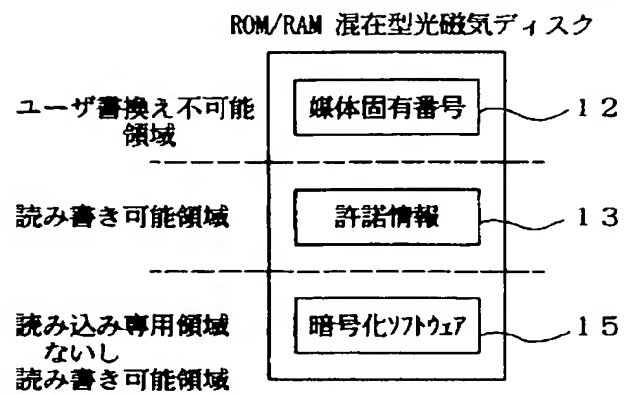 ROM/RAM 混在型光磁気ディスク
ユーザ書換え不可能
領域
媒体固有番号
12
読み書き可能領域
許諾情報
13
読み込み専用領域
ないし
読み書き可能領域
暗号化ソフトウェア
15